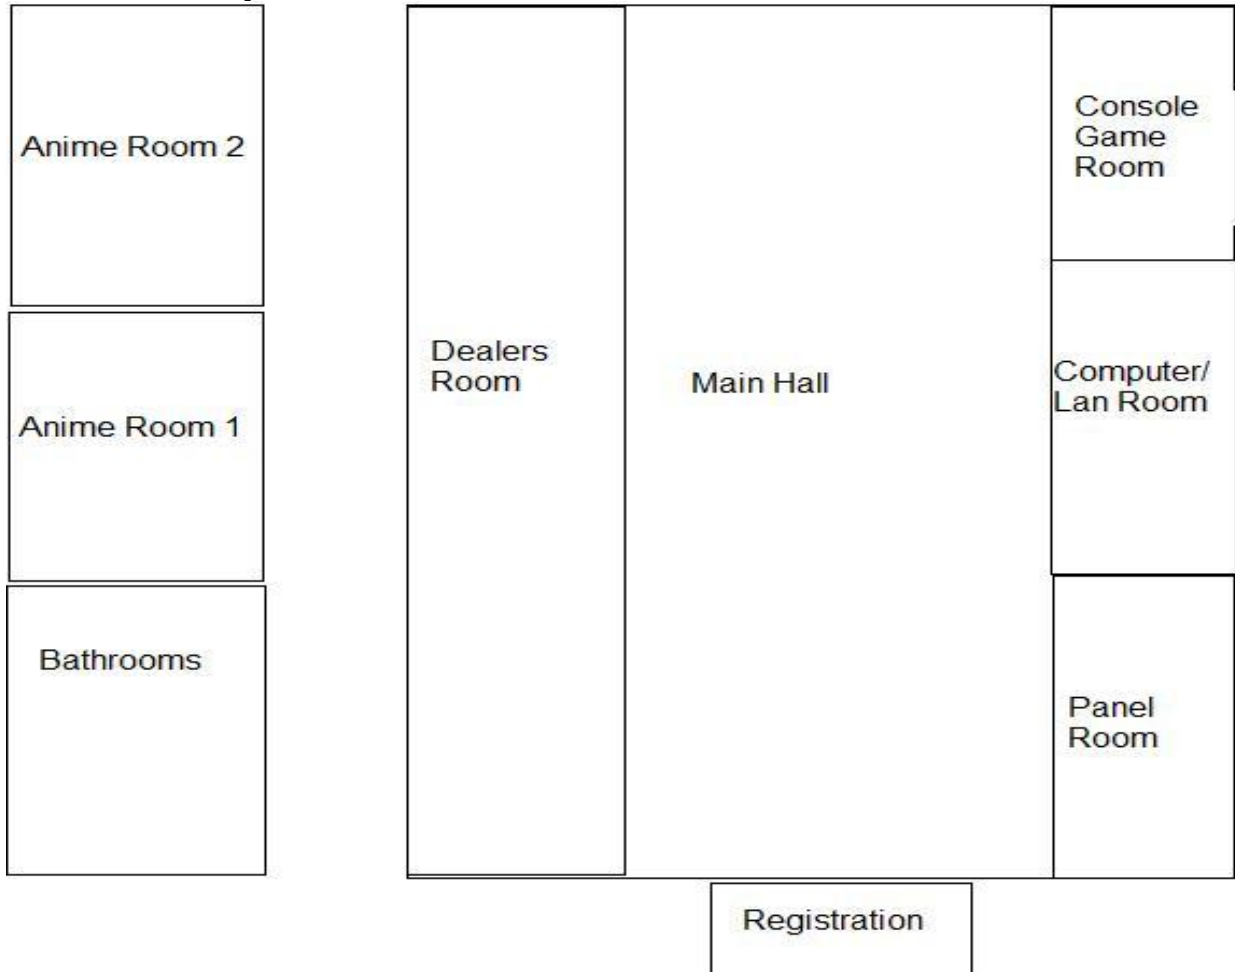 Anime Room 2
Console
Game
Room
Dealers
Room
Main Hall
Computer/
Lan Room
Anime Room 1
Bathrooms
Panel
Room
Registration